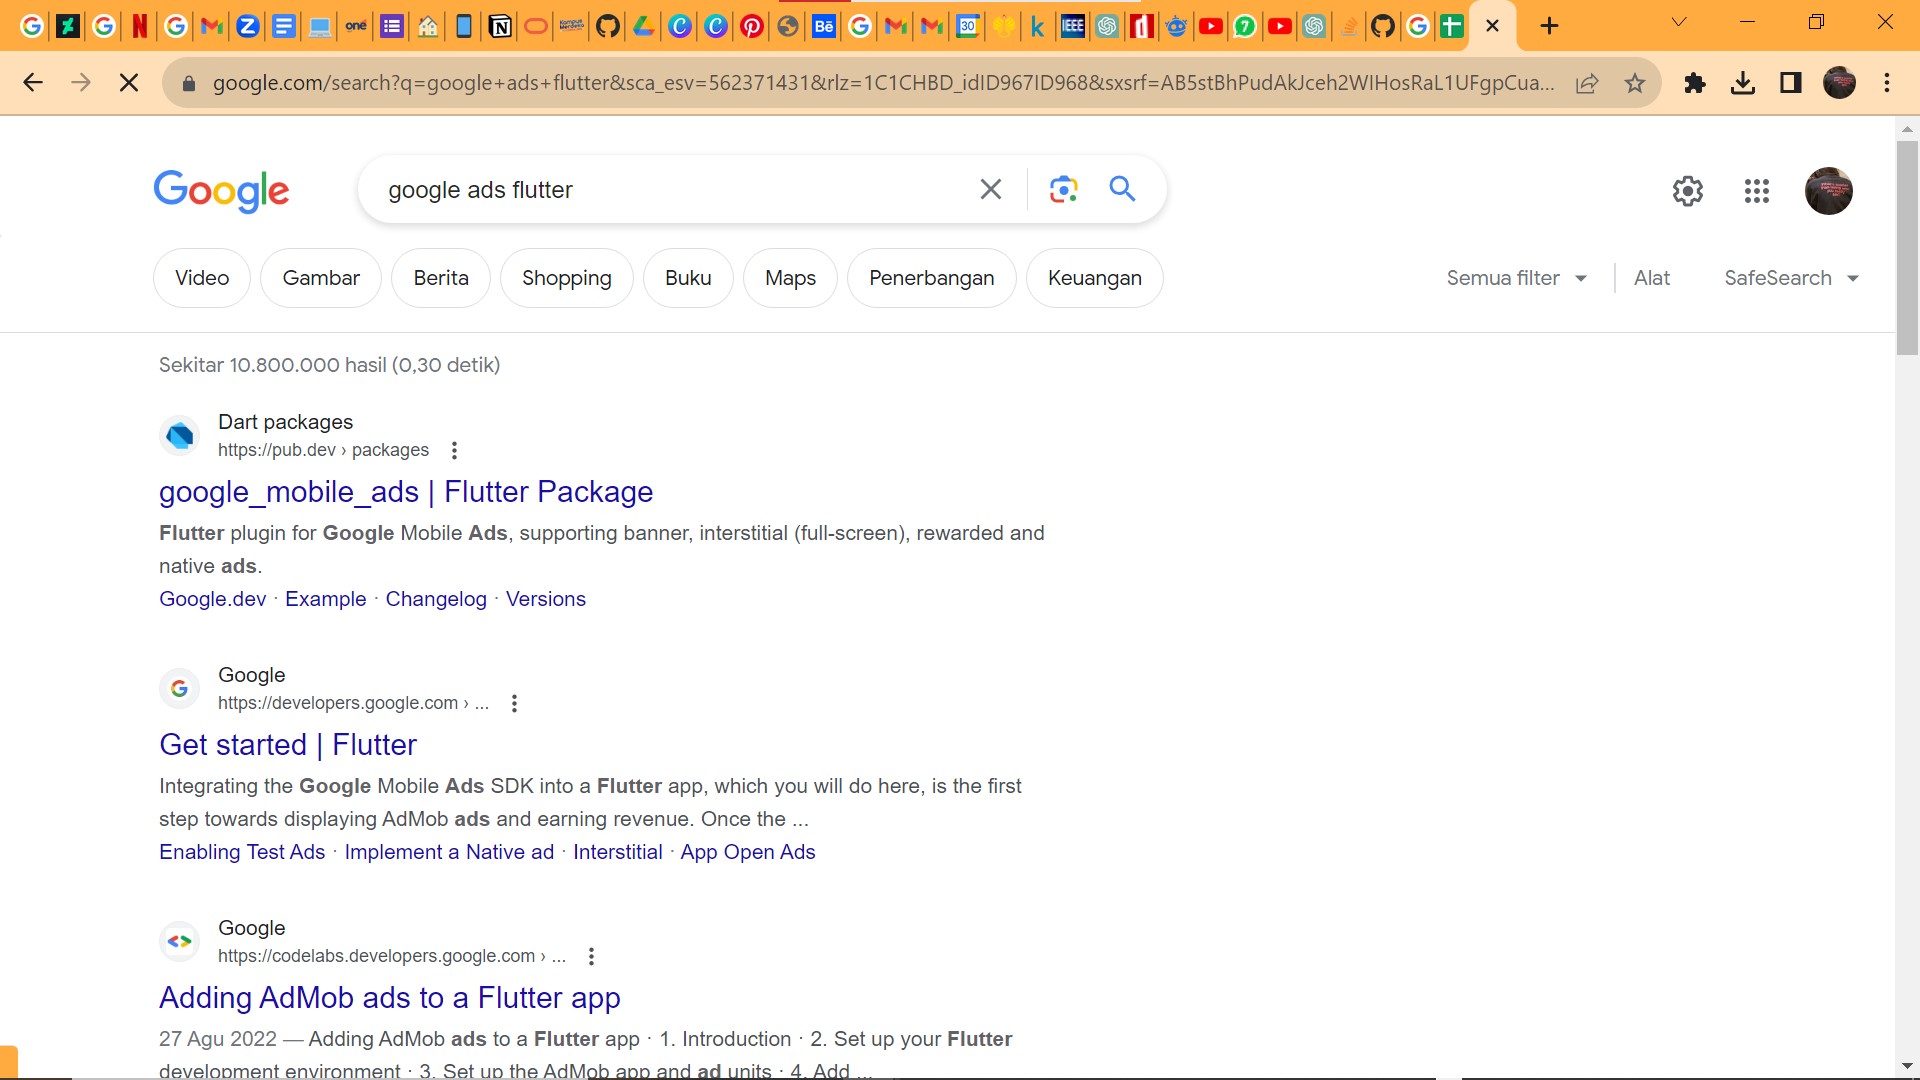 google.com/search?q=google+ads+flutter&sca_esv=562371431&rlz=1C1CHBD_idID967ID968&sxsrf=AB5stBhPudAkJceh2WIHosRaL1UFgpCua...
Google
google ads flutter
Video
Gambar
Berita
Shopping
Buku
Maps
Penerbangan
Keuangan
Semua filter
Alat
SafeSearch
Sekitar 10.800.000 hasil (0,30 detik)
Dart packages
https://pub.dev › packages
google_mobile_ads | Flutter Package
Flutter plugin for Google Mobile Ads, supporting banner, interstitial (full-screen), rewarded and
native ads.
Google.dev · Example · Changelog · Versions
Google
https://developers.google.com › ...
Get started | Flutter
Integrating the Google Mobile Ads SDK into a Flutter app, which you will do here, is the first
step towards displaying AdMob ads and earning revenue. Once the ...
Enabling Test Ads · Implement a Native ad · Interstitial · App Open Ads
Google
https://codelabs.developers.google.com › ...
Adding AdMob ads to a Flutter app
27 Agu 2022 — Adding AdMob ads to a Flutter app · 1. Introduction · 2. Set up your Flutter
development environment · 3. Set up the AdMob app and ad units · 4. Add ...